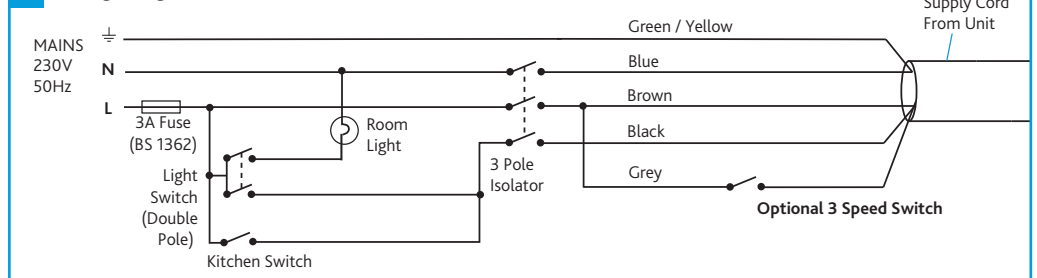 Supply Cord
From Unit
Green / Yellow
MAINS
230V
50Hz
N
Blue
L
Brown
3A Fuse
(BS 1362)
Room
Light
Black
3 Pole
Isolator
Light
Switch
(Double
Pole)
Grey
Optional 3 Speed Switch
Kitchen Switch